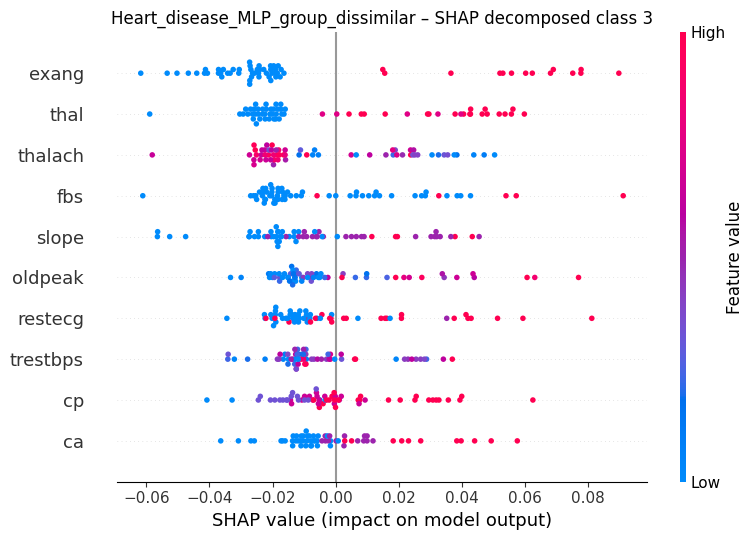 Heart_disease_MLP_group_dissimilar – SHAP decomposed class 3
High
exang
thal
thalach
fbs
slope
oldpeak
restecg
trestbps
cp
ca
Feature value
Low
−0.06 −0.04 −0.02 0.00 0.02 0.04 0.06 0.08
SHAP value (impact on model output)